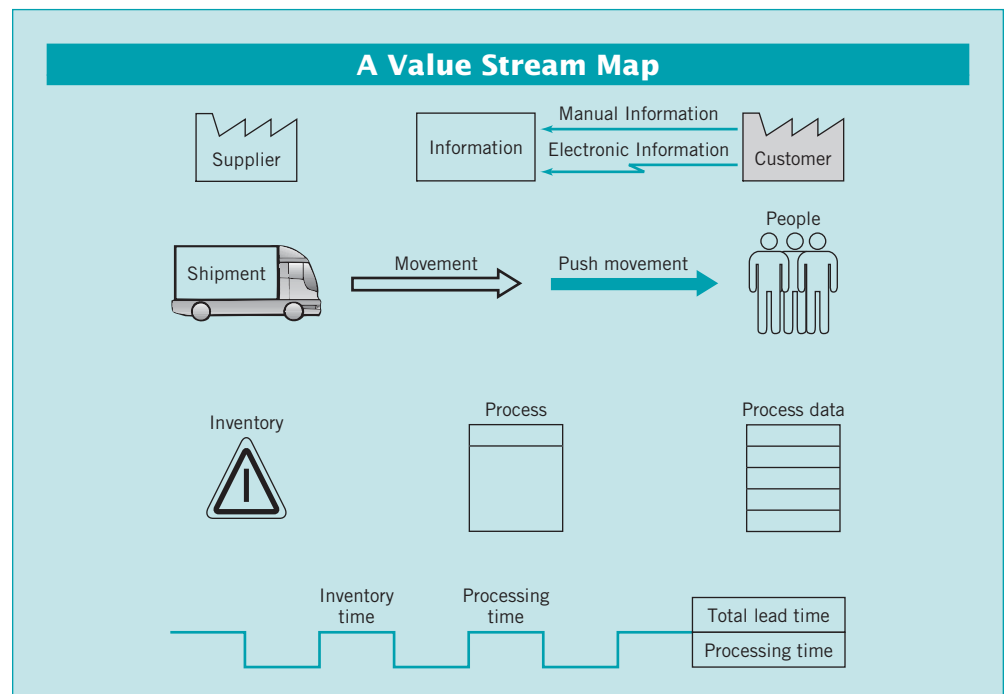 A Value Stream Map
Supplier
Information
Manual Information
Electronic Information
Customer
Shipment
Movement
Push movement
People
Inventory
Process
Process data
Inventory
time
Processing
time
Total lead time
Processing time